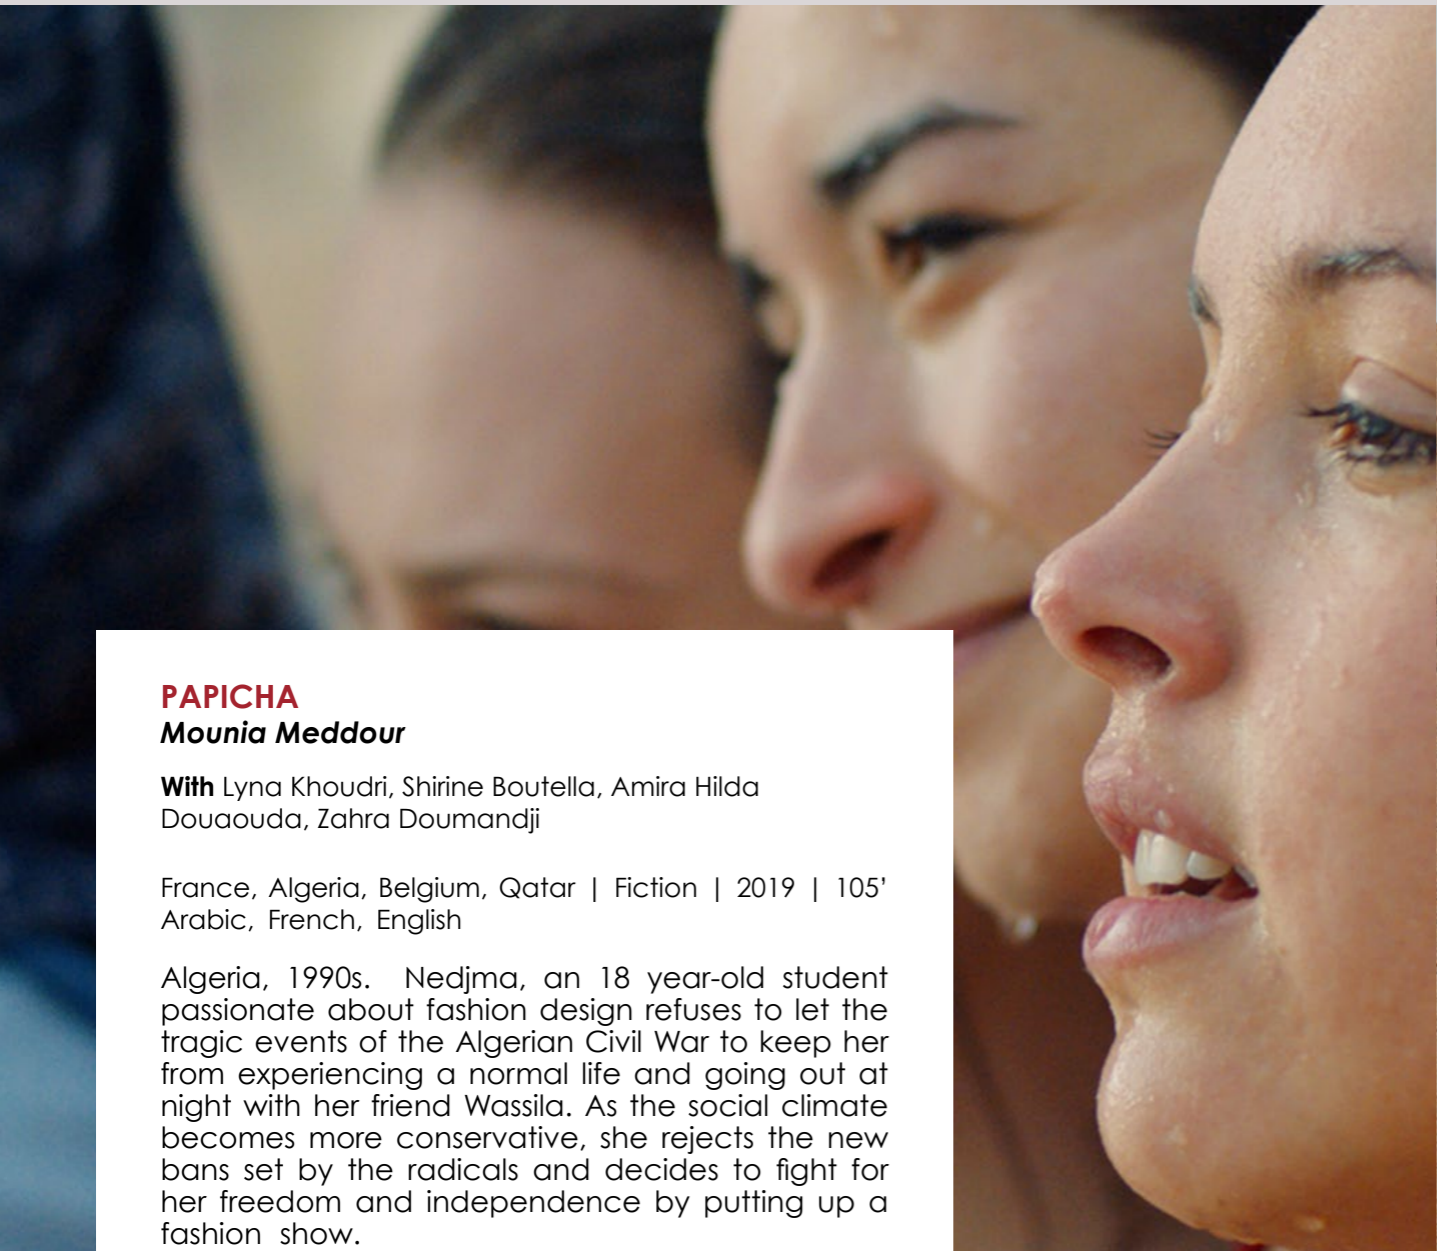 PAPICHA
Mounia Meddour
With Lyna Khoudri, Shirine Boutella, Amira Hilda
Douaouda, Zahra Doumandji
France, Algeria, Belgium, Qatar | Fiction | 2019 | 105’
Arabic, French, English
Algeria, 1990s. Nedjma, an 18 year-old student
passionate about fashion design refuses to let the
tragic events of the Algerian Civil War to keep her
from experiencing a normal life and going out at
night with her friend Wassila. As the social climate
becomes more conservative, she rejects the new
bans set by the radicals and decides to fight for
her freedom and independence by putting up a
fashion show.